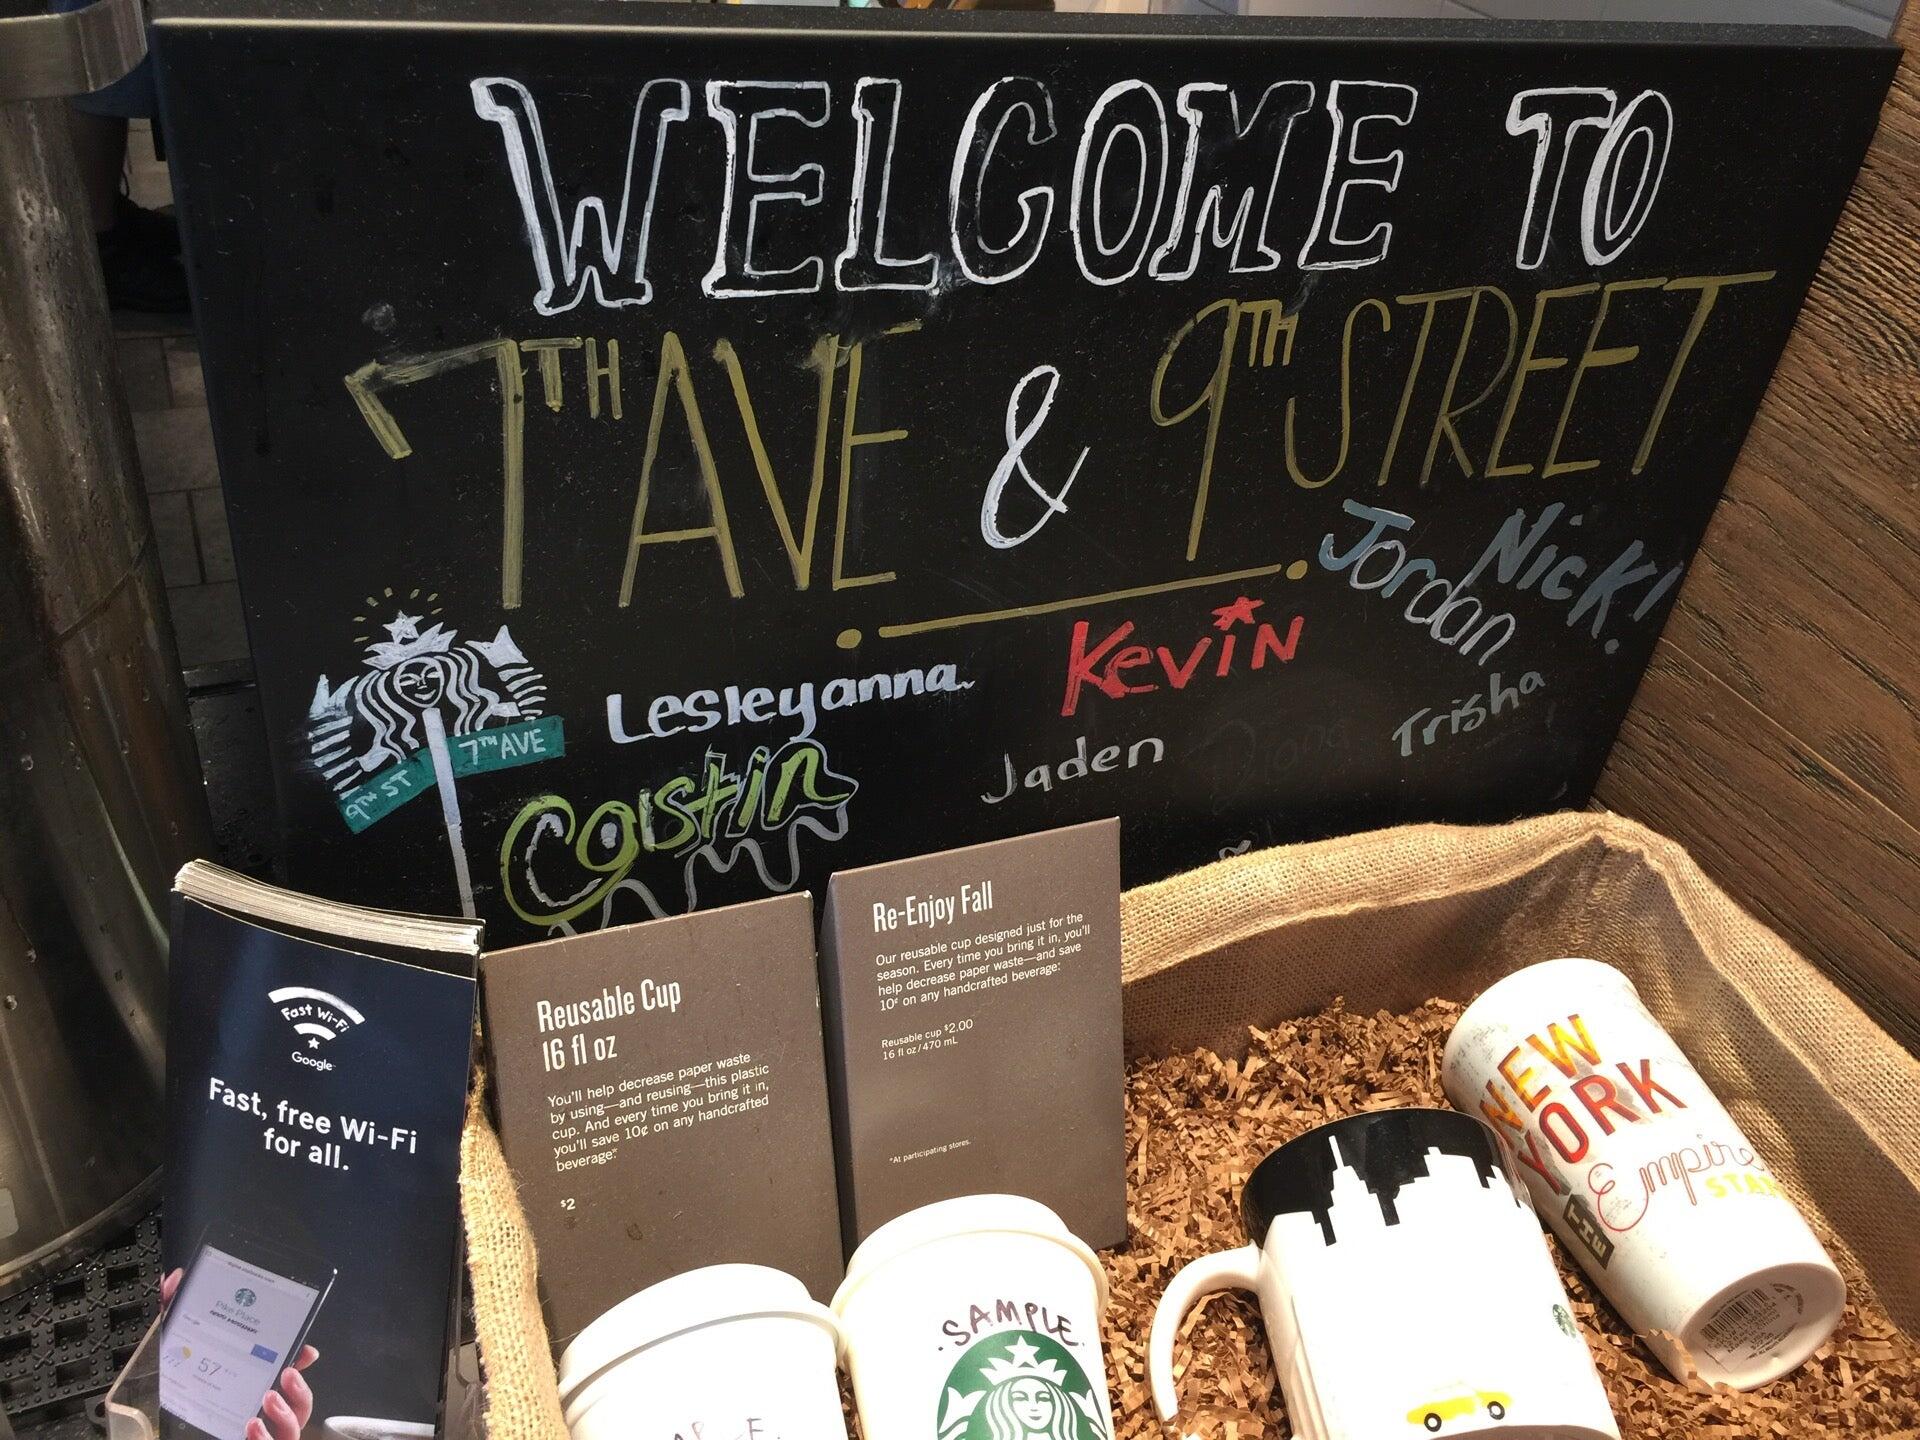 WELCOME TO
7TH AVE & 9TH STREET
Jordan
Nick!
Kevin
Lesleyanna
Trisha
Jaden
7TH AVE
9TH ST
Fast Wi-Fi
Google
Fast, free Wi-Fi
for all.
Pike Place
57
Reusable Cup
16 fl oz
You'll help decrease paper waste
by using—and reusing—this plastic
cup. And every time you bring it in,
you'll save 10¢ on any handcrafted
beverage*
$2
Re-Enjoy Fall
Our reusable cup designed just for the
season. Every time you bring it in, you'll
help decrease paper waste—and save
10¢ on any handcrafted beverage:
Reusable cup $2.00
16 fl oz/470 mL
*At participating stores.
.SAMPLE.
NEW
YORK
Empire
THE